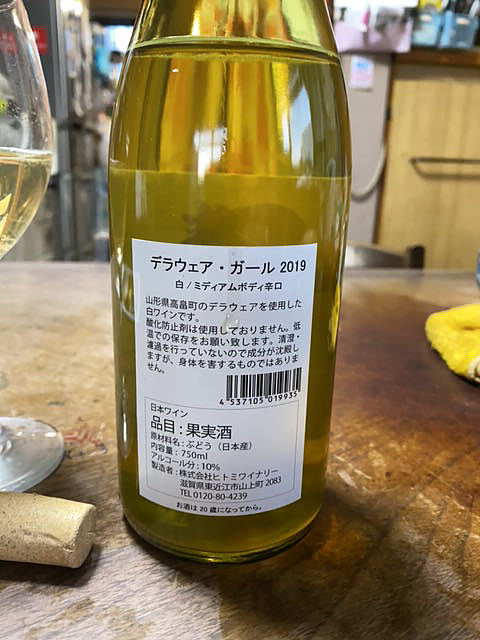 デラウェア・ガール 2019
白/ミディアムボディ辛口
山形県高畠町のデラウェアを使用した
白ワインです。
酸化防止剤は使用しておりません。低
温での保存をお願い致します。清澄・
濾過を行っていないので成分が沈殿し
ますが、身体を害するものではありま
せん。
4 537105 019935
日本ワイン
品目:果実酒
原材料名:ぶどう(日本産)
内容量:750ml
アルコール分:10%
製造者:株式会社ヒトミワイナリー
滋賀県東近江市山上町 2083
TEL 0120-80-4239
お酒は 20 歳になってから。